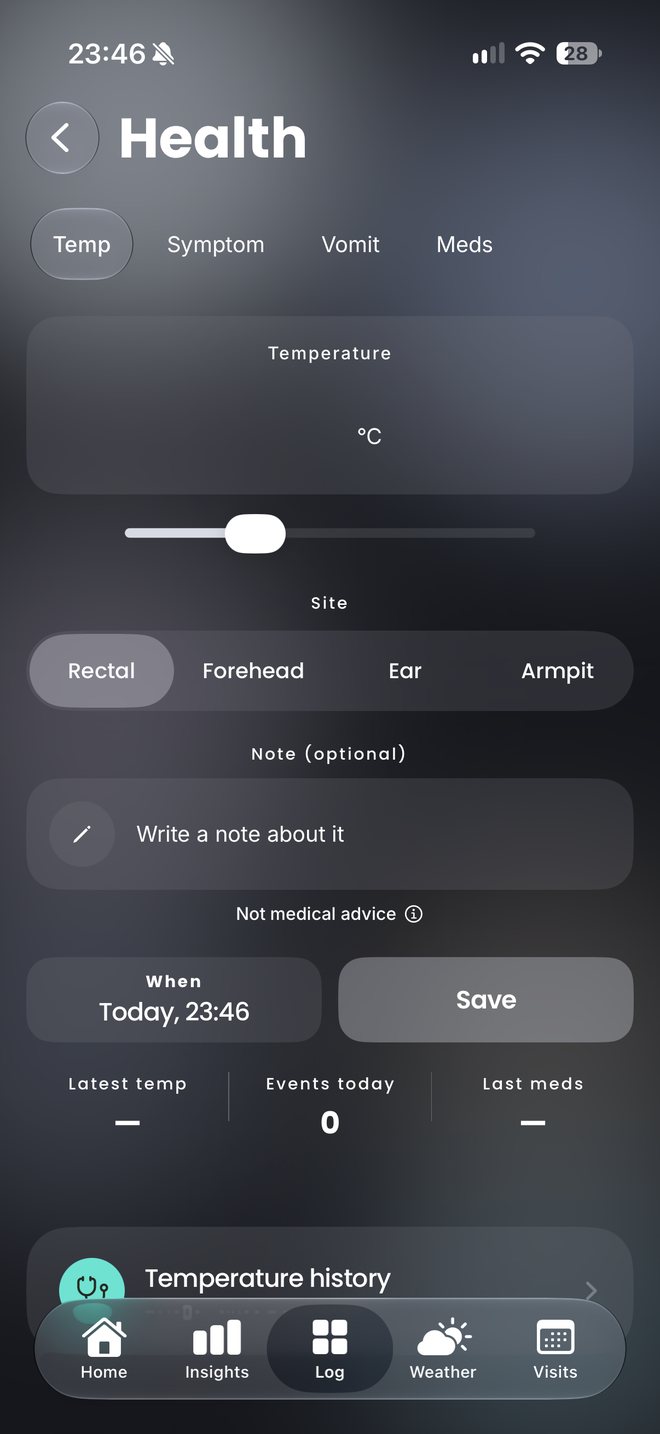 23:46
28
Health
Temp Symptom Vomit Meds
Temperature
°C
Site
Rectal Forehead Ear Armpit
Note (optional)
Write a note about it
Not medical advice
When
Today, 23:46
Save
Latest temp Events today Last meds
— 0 —
Temperature history
Home Insights Log Weather Visits